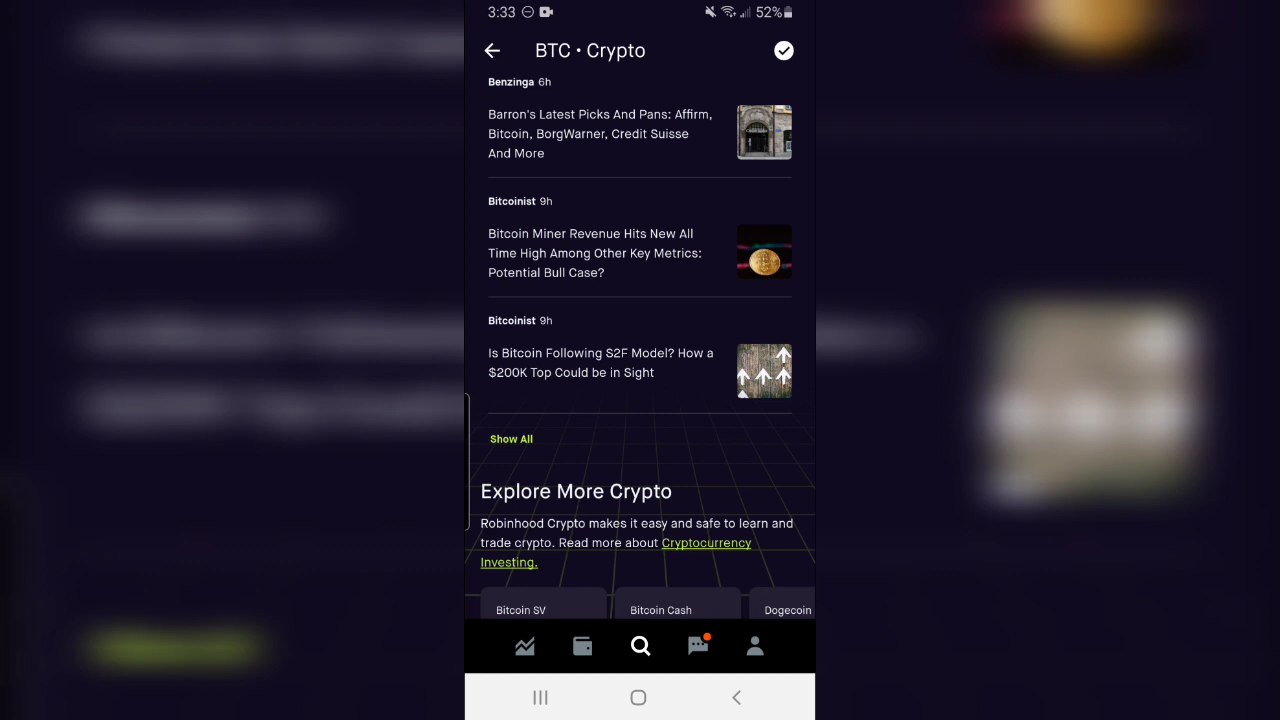 3:33
52%
BTC • Crypto
Benzinga 6h
Barron's Latest Picks And Pans: Affirm,
Bitcoin, BorgWarner, Credit Suisse
And More
Bitcoinist 9h
Bitcoin Miner Revenue Hits New All
Time High Among Other Key Metrics:
Potential Bull Case?
Bitcoinist 9h
Is Bitcoin Following S2F Model? How a
$200K Top Could be in Sight
Show All
Explore More Crypto
Robinhood Crypto makes it easy and safe to learn and
trade crypto. Read more about Cryptocurrency
Investing.
Bitcoin SV
Bitcoin Cash
Dogecoin